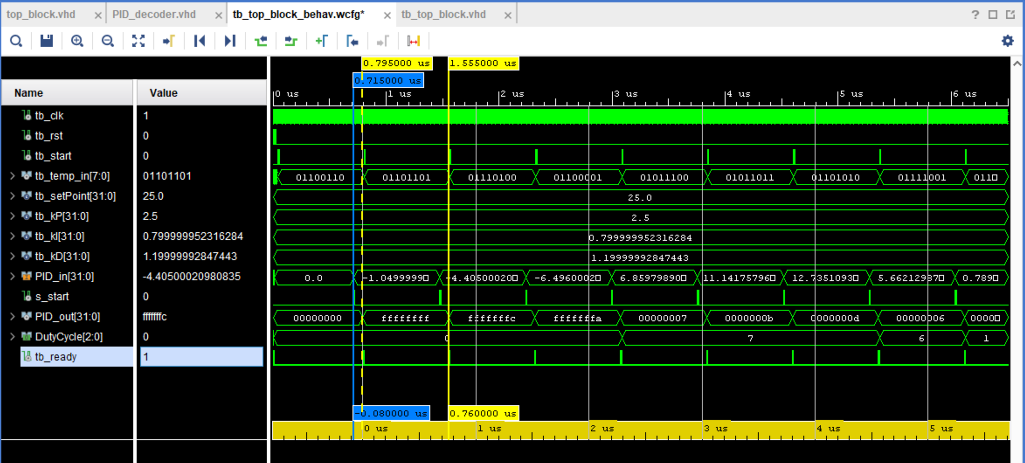 top_block.vhd × PID_decoder.vhd × tb_top_block_behav.wcfg* × tb_top_block.vhd × ?
0.795000 us 1.555000 us
0.715000 us
0 us 1 us 2 us 3 us 4 us 5 us 6 us
Name Value
tb_clk 1
tb_rst 0
tb_start 0
tb_temp_in[7:0] 01101101 01100110 01101101 01110100 01100001 01011100 01011011 01101010 01111001 011
tb_setPoint[31:0] 25.0 25.0
tb_kP[31:0] 2.5 2.5
tb_kI[31:0] 0.799999952316284 0.799999952316284
tb_kD[31:0] 1.19999992847443 1.19999992847443
PID_in[31:0] -4.40500020980835 0.0 -1.0499999 -4.40500020 -6.4960002 6.85979890 11.14175796 12.7351093 5.66212987 0.789
s_start 0
PID_out[31:0] fffffffc 00000000 ffffffff fffffffc fffffffa 00000007 0000000b 0000000d 00000006 0000
DutyCycle[2:0] 0 0 7 6 1
tb_ready 1
-0.080000 us 0.760000 us
0 us 1 us 2 us 3 us 4 us 5 us